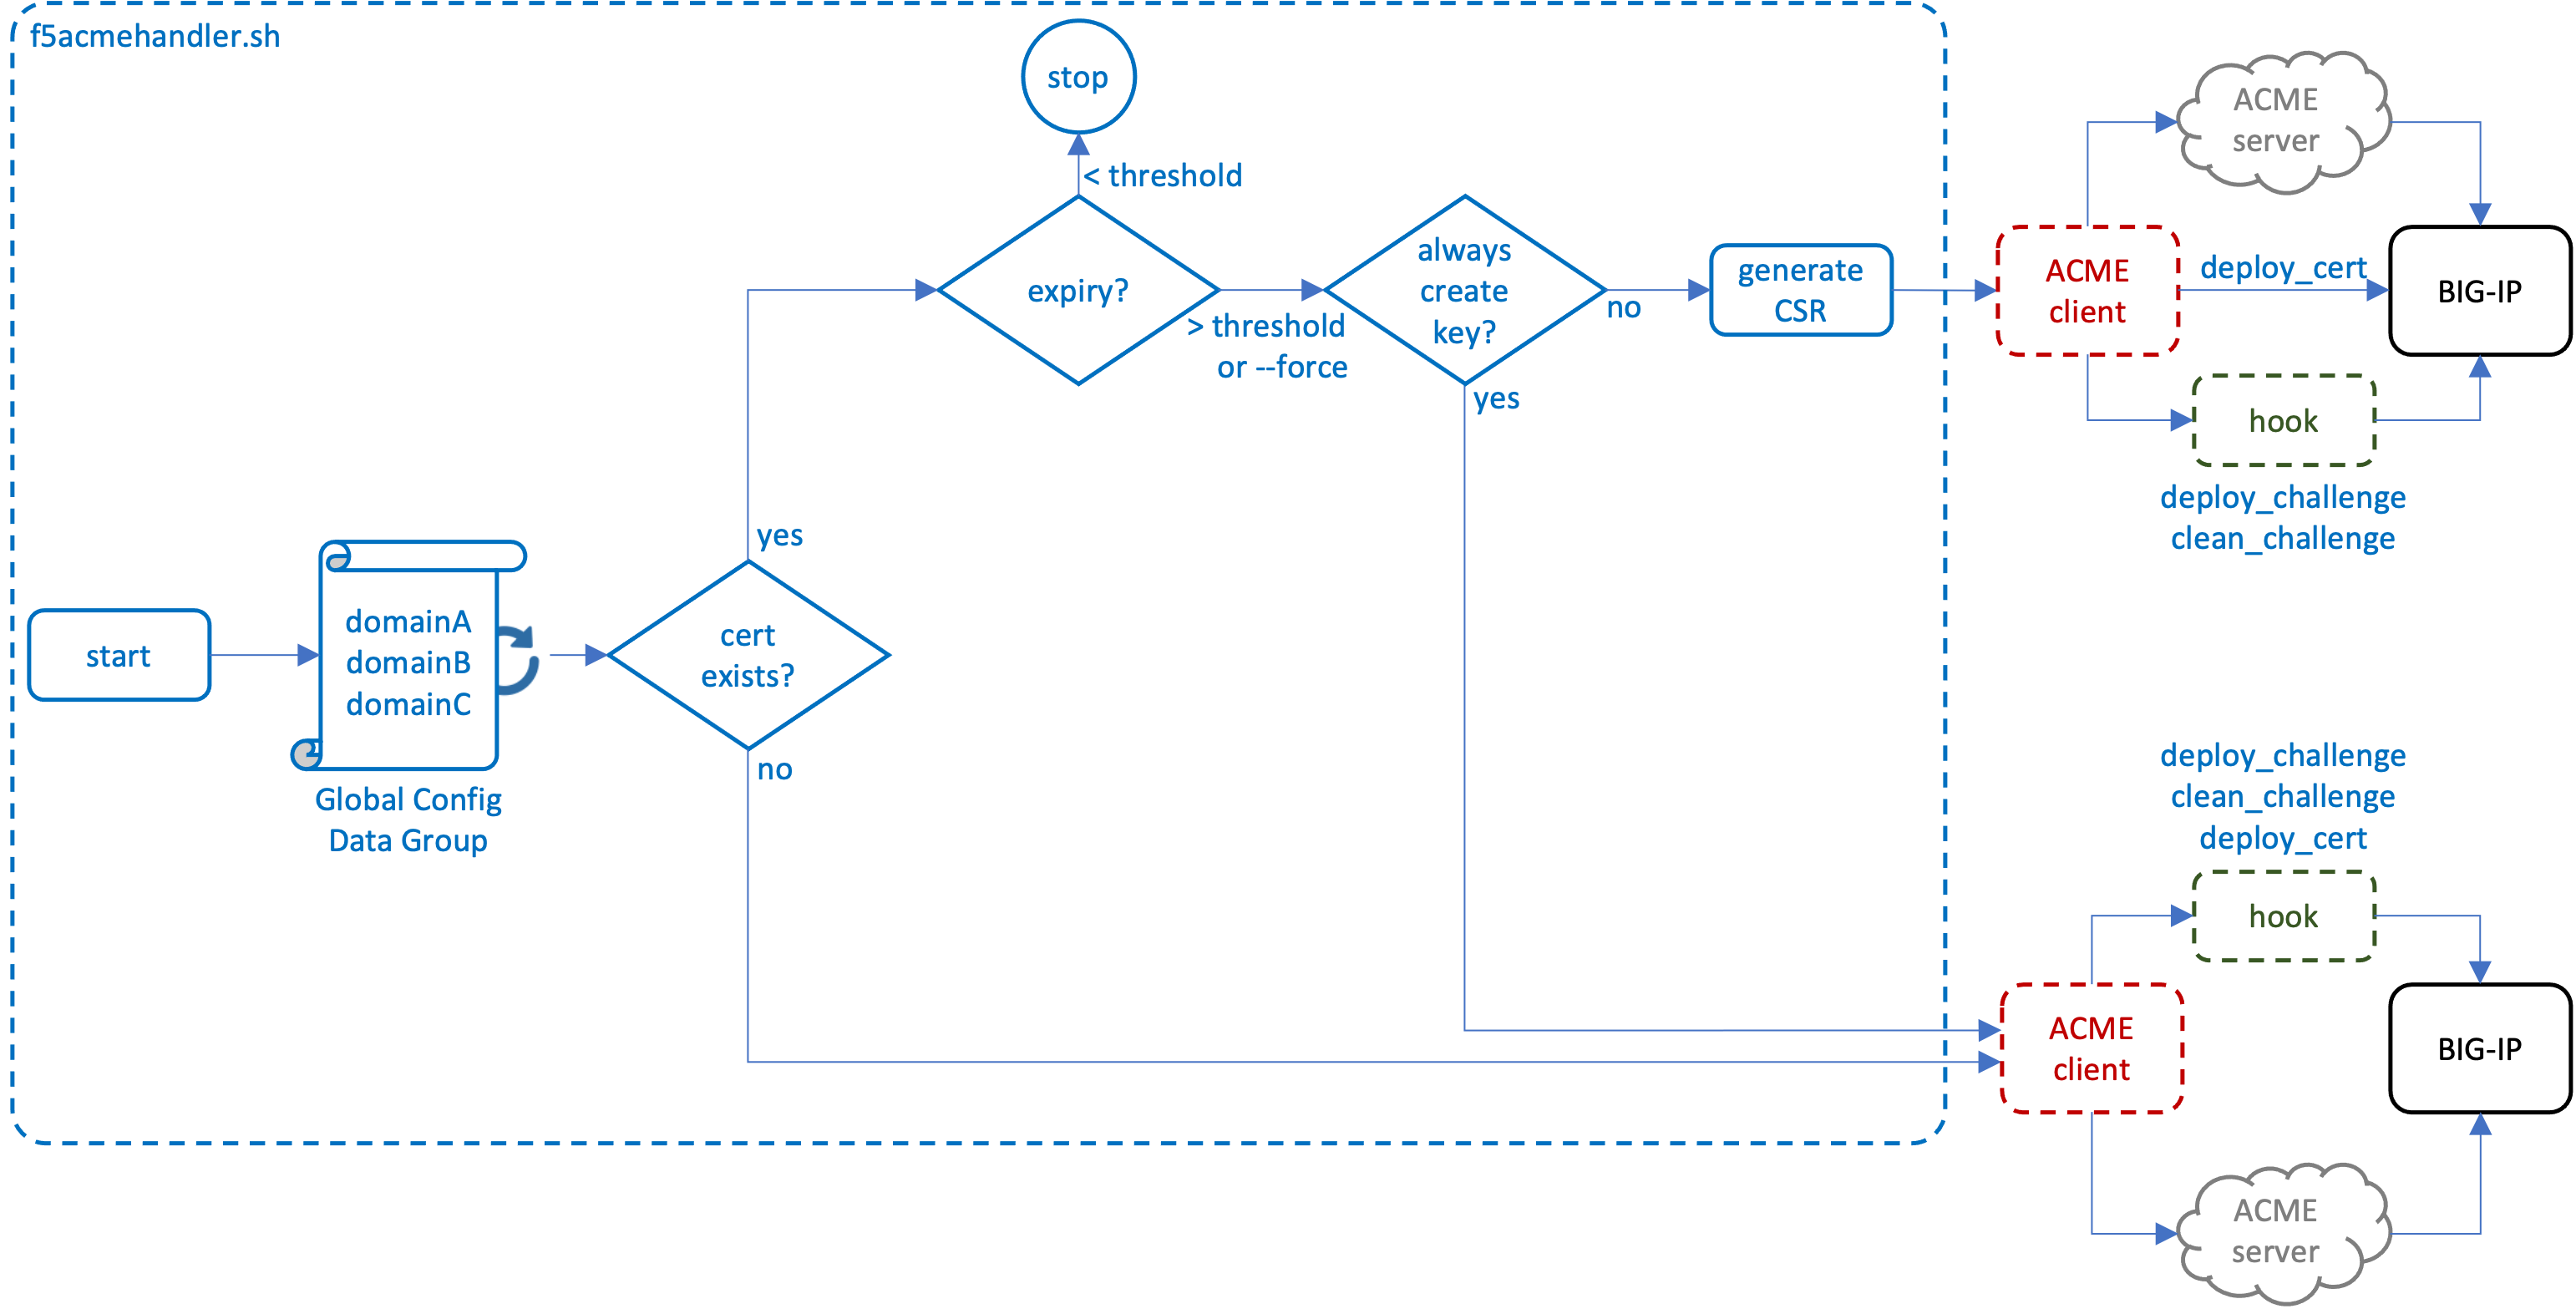 f5acmehandler.sh
stop
< threshold
expiry?
> threshold
or --force
always
create
key?
no
yes
generate
CSR
ACME
server
ACME
client
deploy_cert
BIG-IP
hook
deploy_challenge
clean_challenge
start
domainA
domainB
domainC
Global Config
Data Group
yes
cert
exists?
no
deploy_challenge
clean_challenge
deploy_cert
hook
ACME
client
BIG-IP
ACME
server